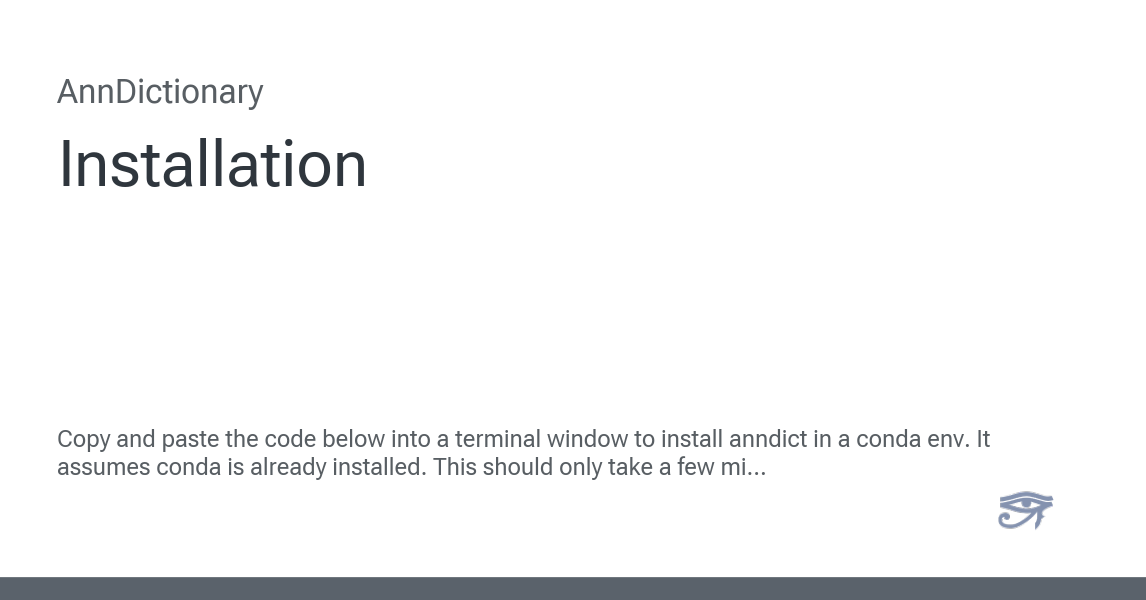 AnnDictionary
Installation
Copy and paste the code below into a terminal window to install anndict in a conda env. It
assumes conda is already installed. This should only take a few mi...